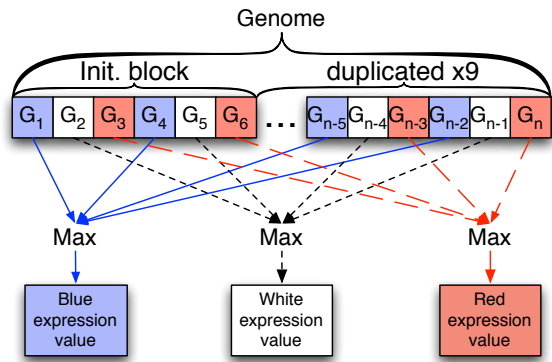 Genome
Init. block duplicated x9
G1 G2 G3 G4 G5 G6 ... Gn-5 Gn-4 Gn-3 Gn-2 Gn-1 Gn
Max Max Max
Blue expression value
White expression value
Red expression value